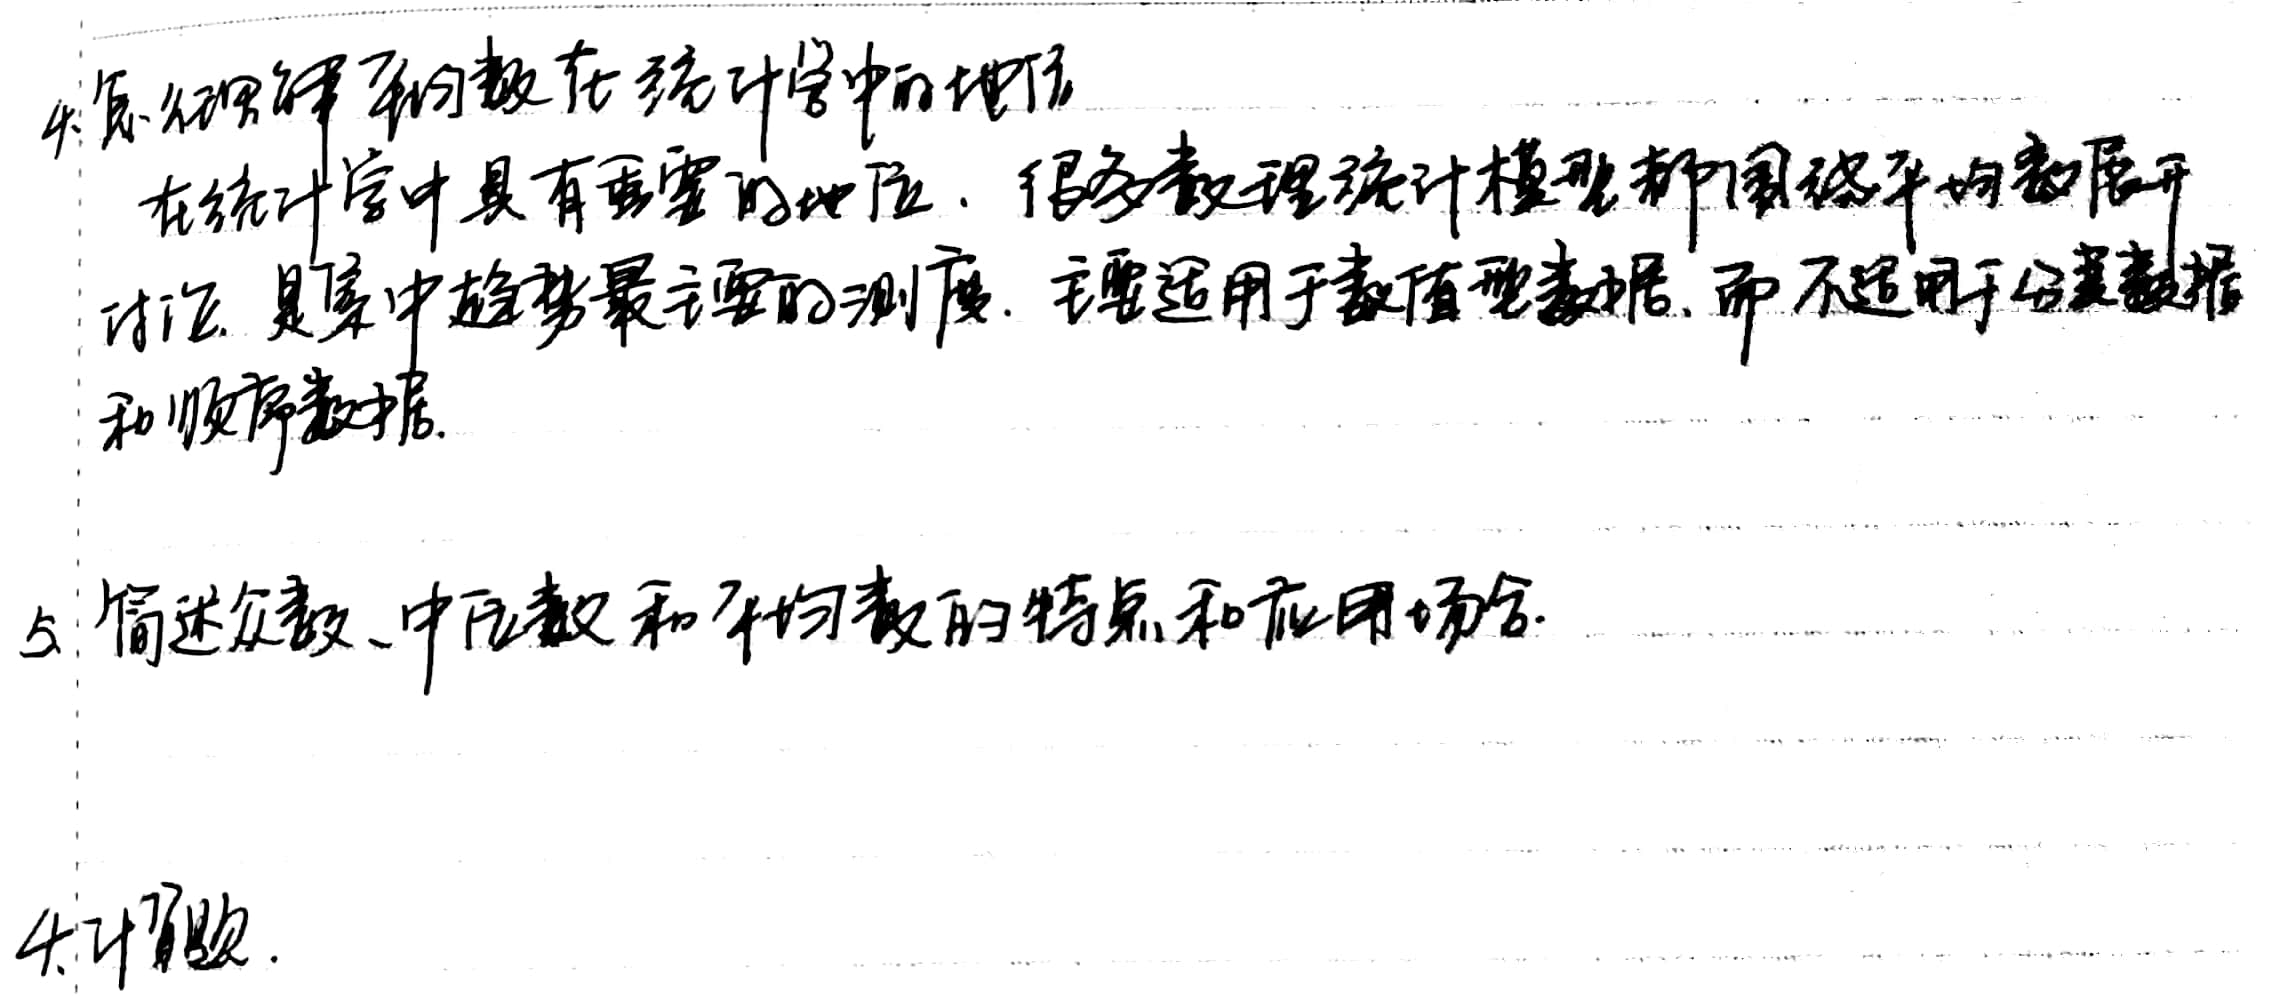 4.怎么理解平均数在统计学中的地位
在统计学中具有重要的地位.很多数理统计模型都围绕平均数展开
讨论.是集中趋势最主要的测度.主要适用于数值型数据.而不适用于分类数据
和顺序数据.
5.简述众数、中位数和平均数的特点和应用场合.
4.计算题.